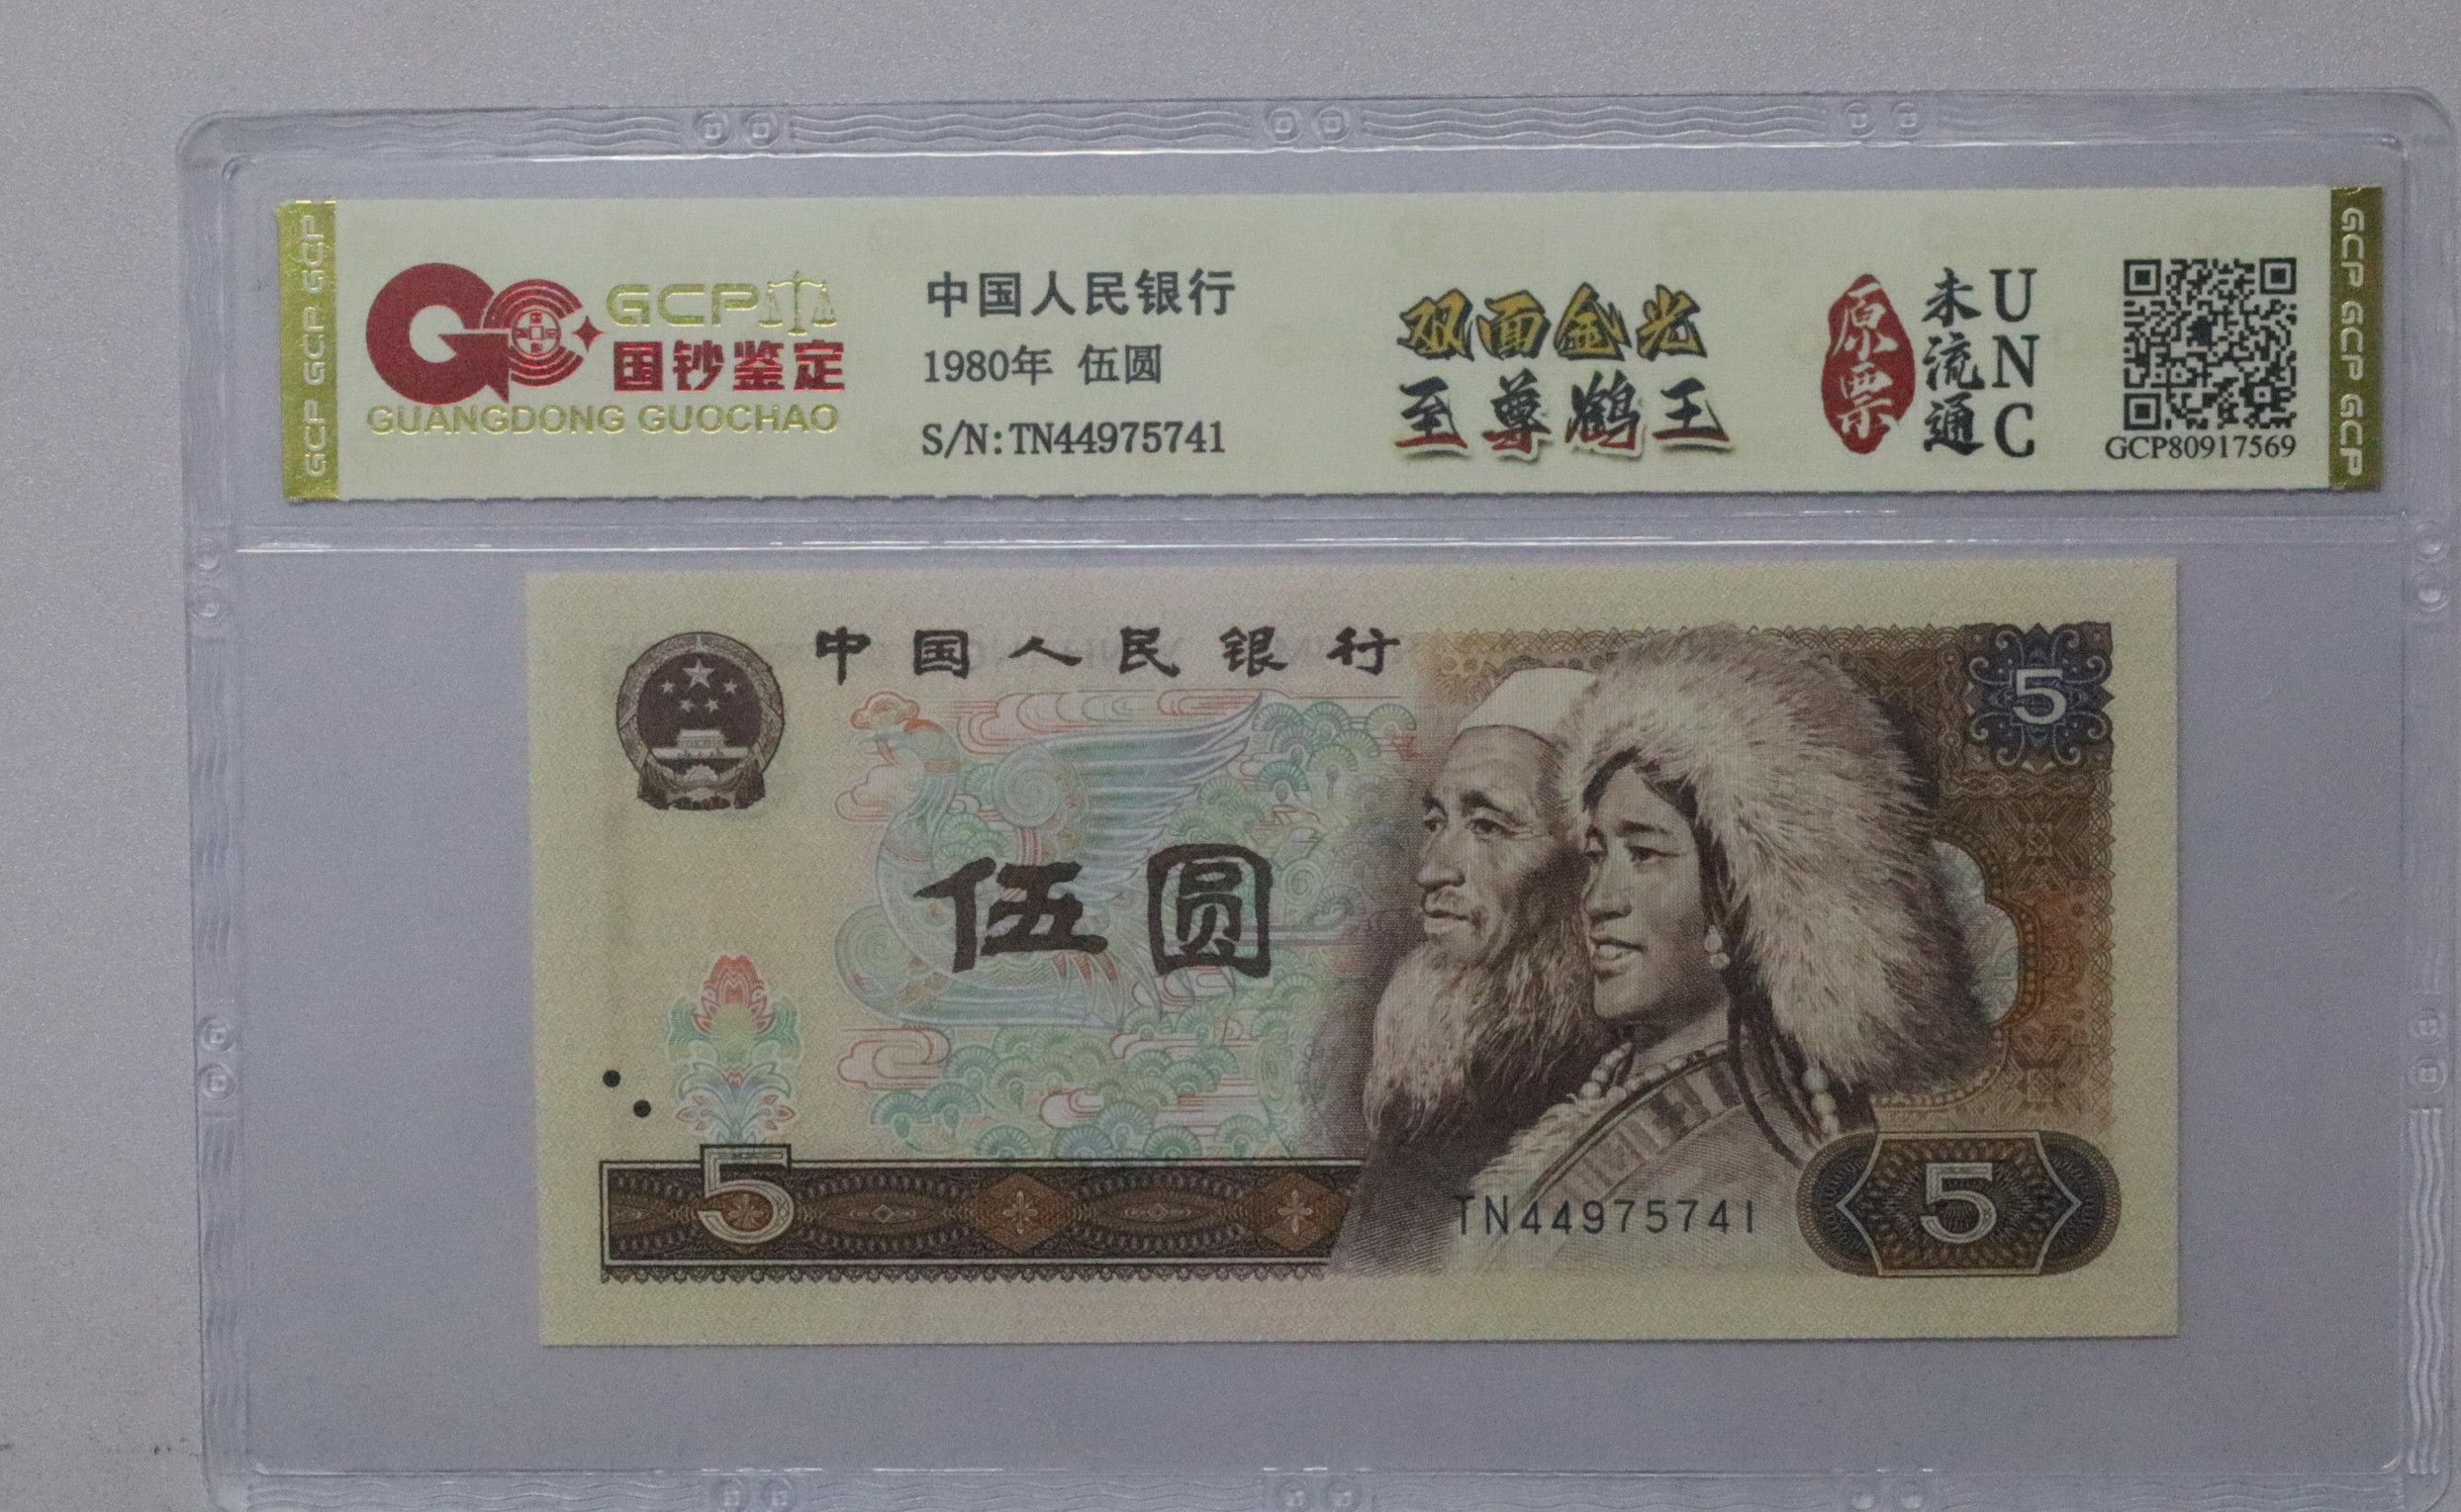 GCP GCP GCP
GCP
国钞鉴定
GUANGDONG GUOCHAO
中国人民银行
1980年 伍圆
S/N:TN44975741
双面金光
至尊鹤王
原票
未流通
UNC
GCP80917569
GCP GCP GCP GCP
中国人民银行
5
伍圆
5
TN44975741
5